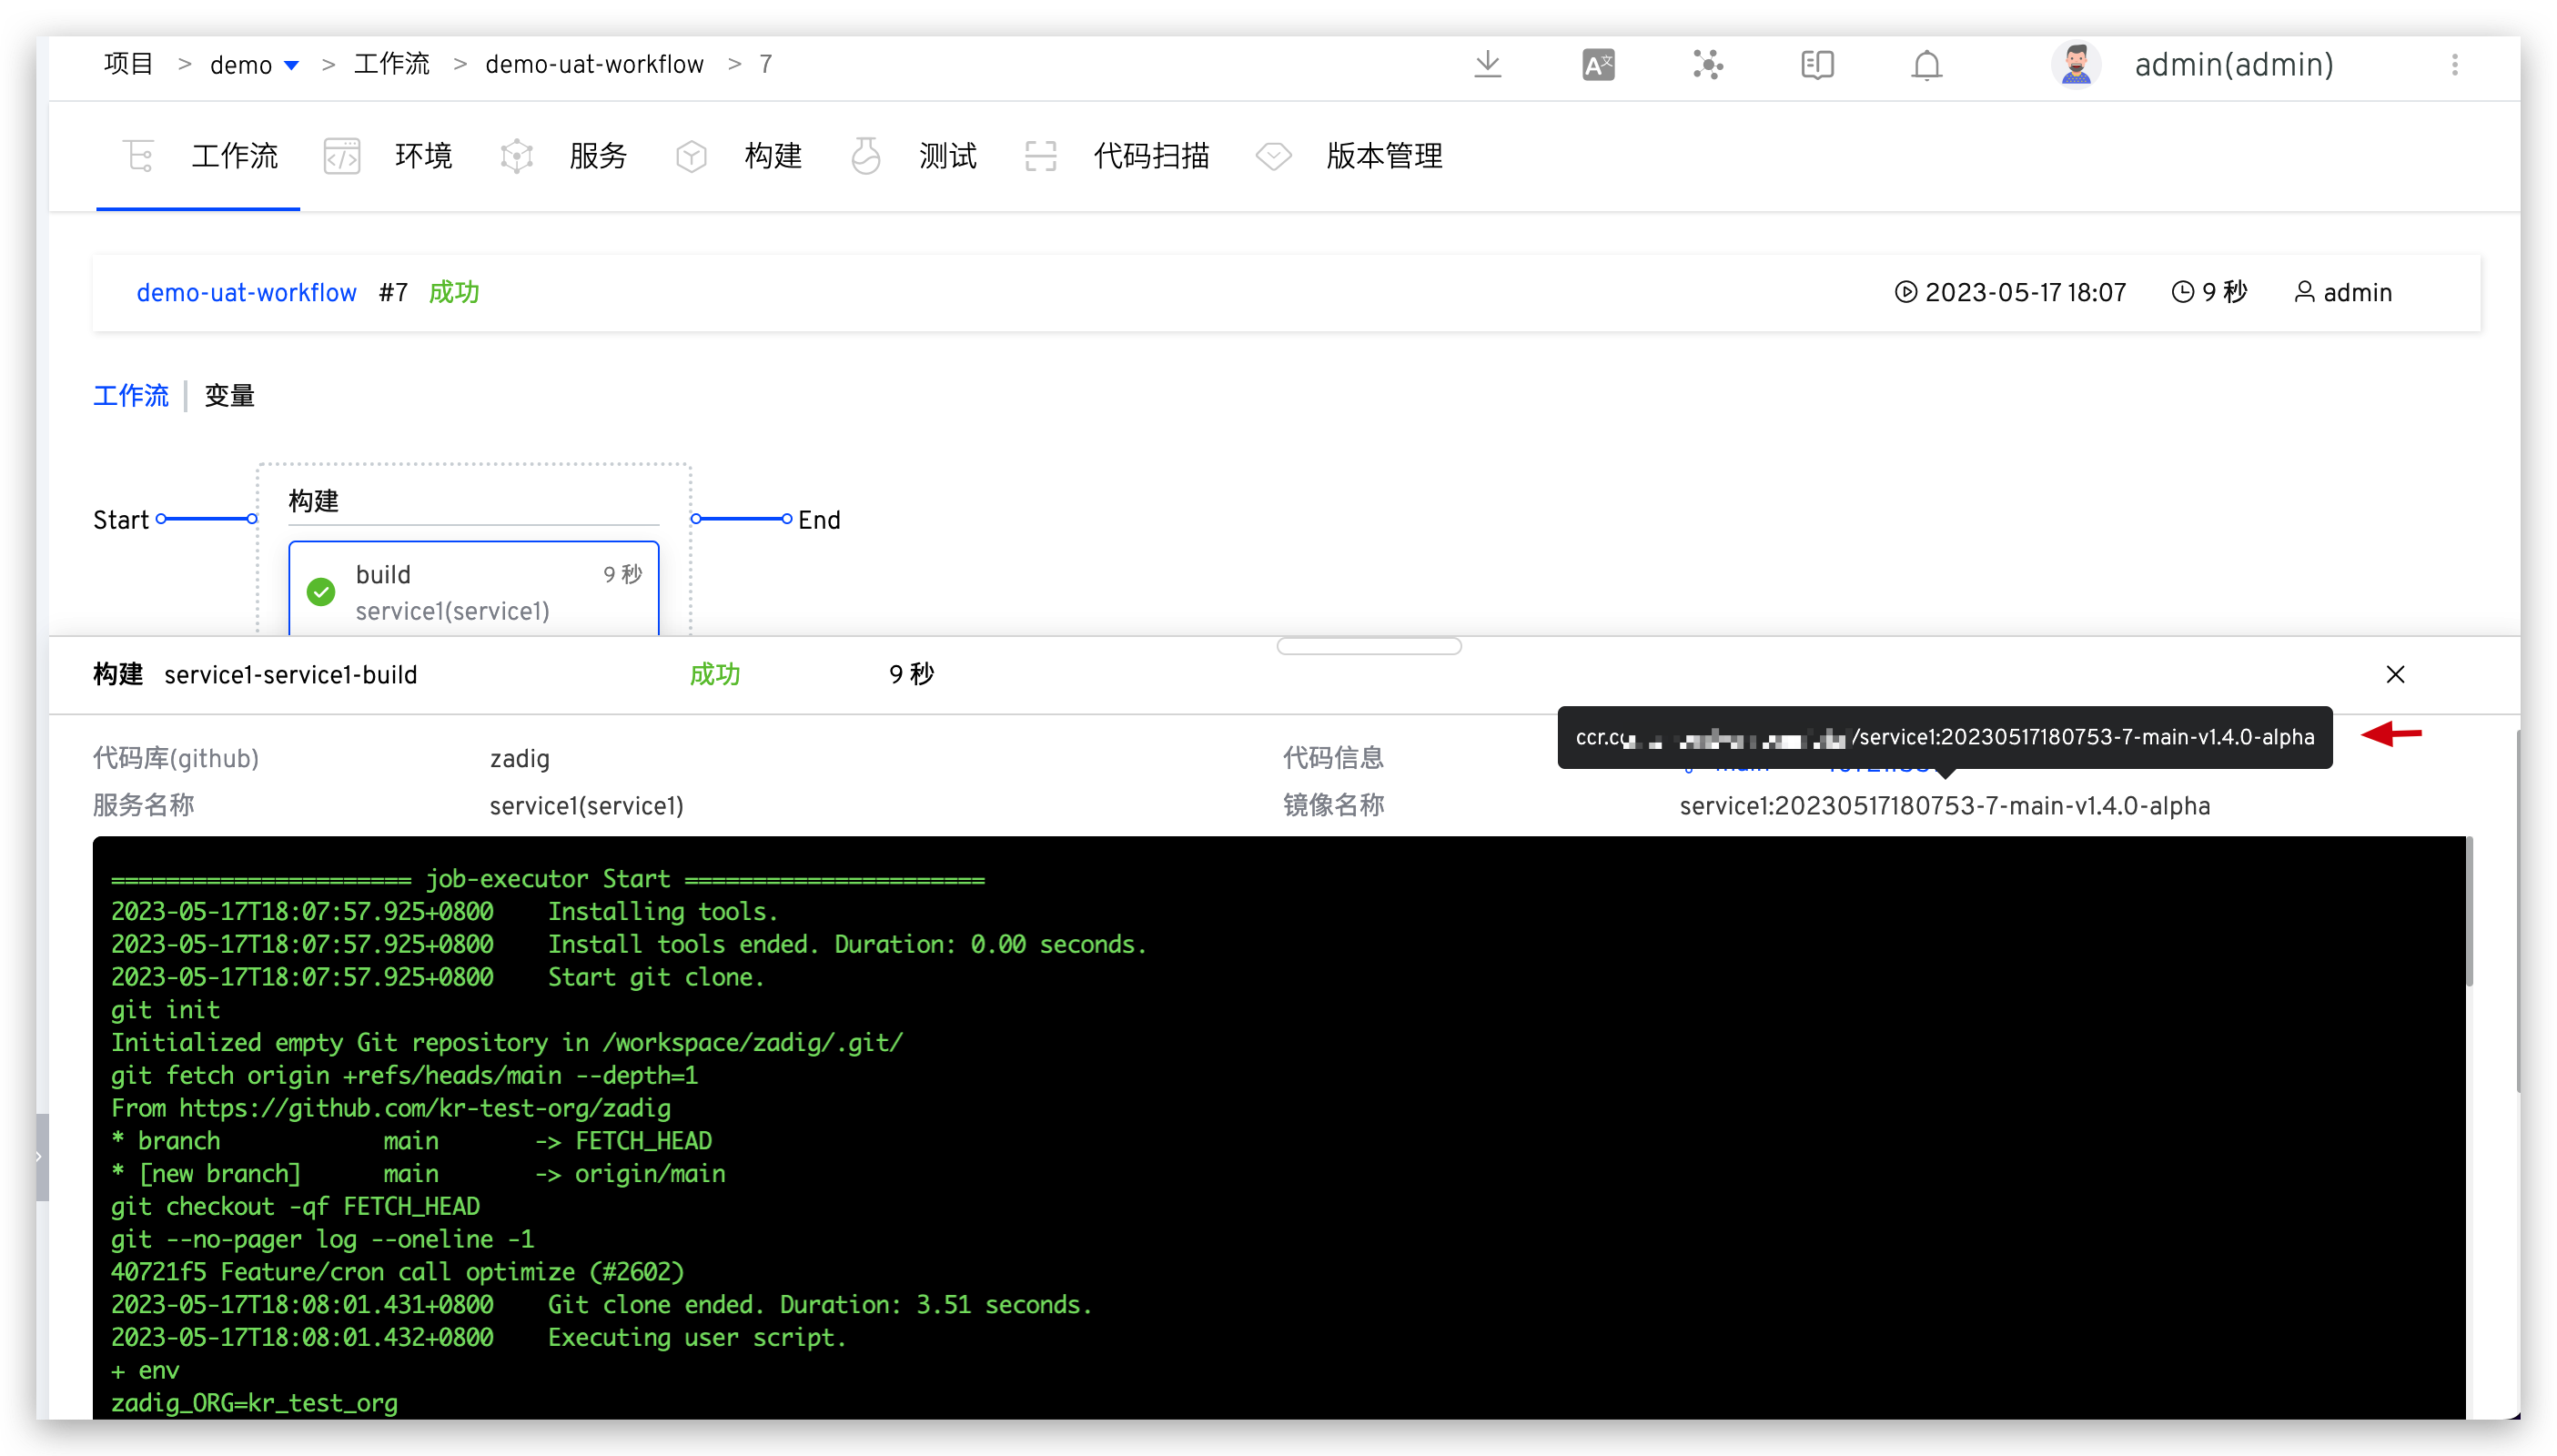 项目 > demo > 工作流 > demo-uat-workflow > 7
admin(admin)
工作流 环境 服务 构建 测试 代码扫描 版本管理
demo-uat-workflow #7 成功 2023-05-17 18:07 9 秒 admin
工作流 变量
构建
Start End
build 9 秒
service1(service1)
构建 service1-service1-build 成功 9 秒
/service1:20230517180753-7-main-v1.4.0-alpha
代码库(github) zadig 代码信息
服务名称 service1(service1) 镜像名称 service1:20230517180753-7-main-v1.4.0-alpha
====================== job-executor Start ======================
2023-05-17T18:07:57.925+0800 Installing tools.
2023-05-17T18:07:57.925+0800 Install tools ended. Duration: 0.00 seconds.
2023-05-17T18:07:57.925+0800 Start git clone.
git init
Initialized empty Git repository in /workspace/zadig/.git/
git fetch origin +refs/heads/main --depth=1
From https://github.com/kr-test-org/zadig
* branch main -> FETCH_HEAD
* [new branch] main -> origin/main
git checkout -qf FETCH_HEAD
git --no-pager log --oneline -1
40721f5 Feature/cron call optimize (#2602)
2023-05-17T18:08:01.431+0800 Git clone ended. Duration: 3.51 seconds.
2023-05-17T18:08:01.432+0800 Executing user script.
+ env
zadig_ORG=kr_test_org